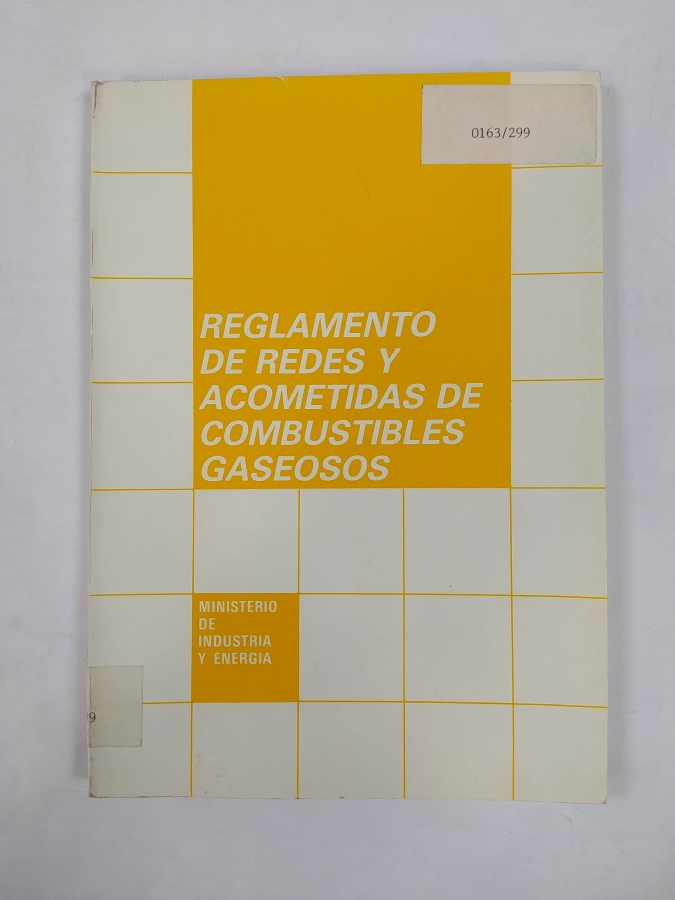 0163/299
REGLAMENTO
DE REDES Y
ACOMETIDAS DE
COMBUSTIBLES
GASEOSOS
MINISTERIO
DE
INDUSTRIA
Y ENERGIA